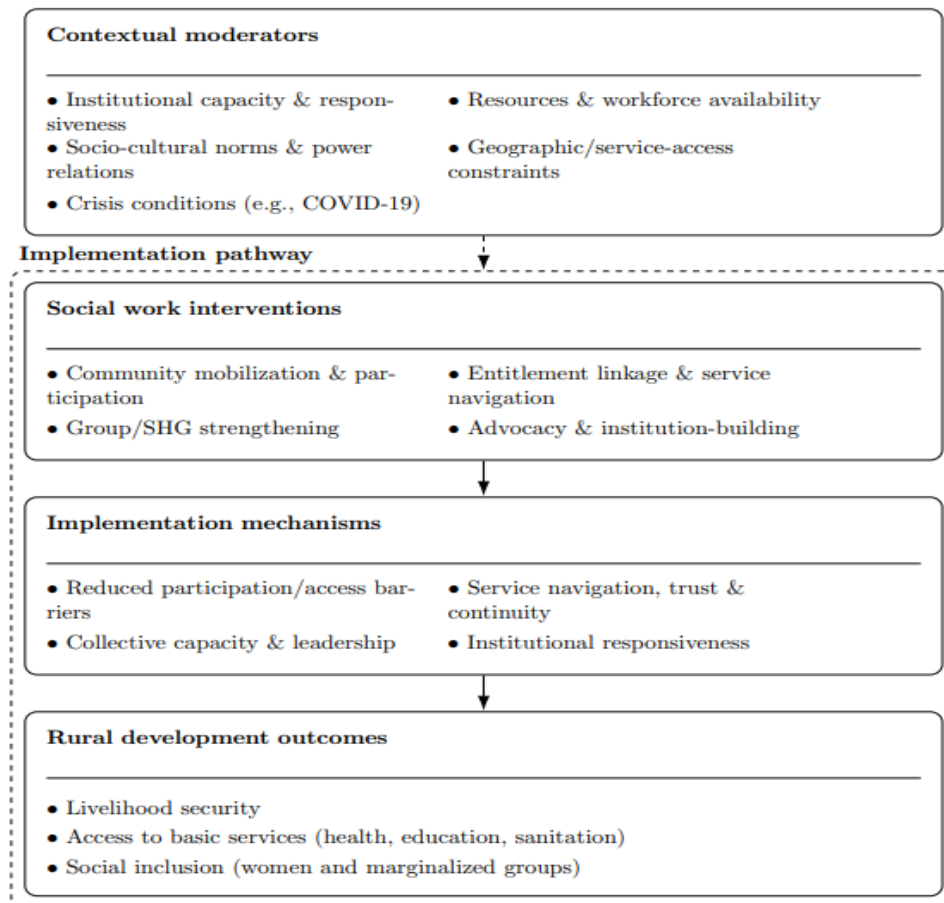 Contextual moderators
• Institutional capacity & respon-
siveness
• Resources & workforce availability
• Socio-cultural norms & power
relations
• Geographic/service-access
constraints
• Crisis conditions (e.g., COVID-19)
Implementation pathway
Social work interventions
• Community mobilization & par-
ticipation
• Entitlement linkage & service
navigation
• Group/SHG strengthening
• Advocacy & institution-building
Implementation mechanisms
• Reduced participation/access bar-
riers
• Service navigation, trust &
continuity
• Collective capacity & leadership
• Institutional responsiveness
Rural development outcomes
• Livelihood security
• Access to basic services (health, education, sanitation)
• Social inclusion (women and marginalized groups)